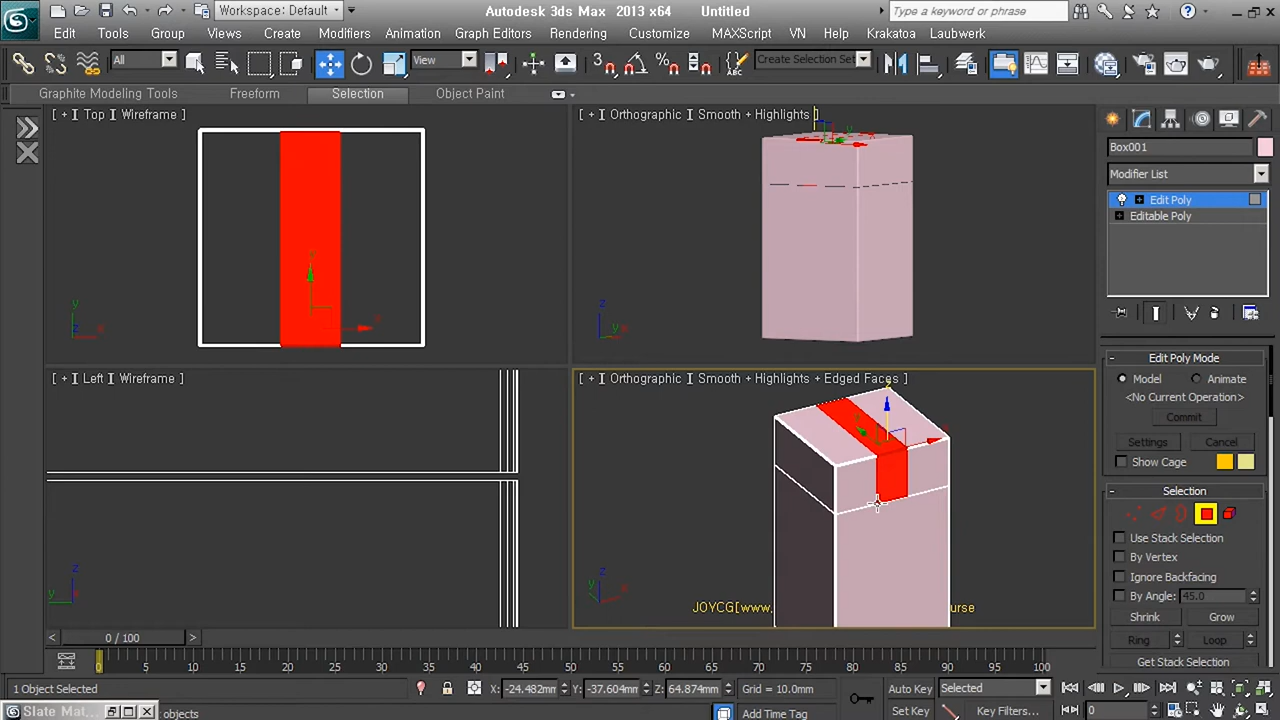 Workspace: Default
Autodesk 3ds Max 2013 x64
Untitled
Type a keyword or phrase
Edit Tools Group Views Create Modifiers Animation Graph Editors Rendering Customize MAXScript VN Help Krakatoa Laubwerk
All
View
Create Selection Set
Graphite Modeling Tools
Freeform
Selection
Object Paint
[ + ] Top ] Wireframe ]
[ + ] Orthographic ] Smooth + Highlights ]
[ + ] Left ] Wireframe ]
[ + ] Orthographic ] Smooth + Highlights + Edged Faces ]
JOYCG[www.
urse
Box001
Modifier List
Edit Poly
Editable Poly
Edit Poly Mode
Model
Animate
<No Current Operation>
Commit
Settings
Cancel
Show Cage
Selection
Use Stack Selection
By Vertex
Ignore Backfacing
By Angle: 45.0
Shrink
Grow
Ring
Loop
Get Stack Selection
0 / 100
0 5 10 15 20 25 30 35 40 45 50 55 60 65 70 75 80 85 90 95 100
1 Object Selected
X: -24.482mm
Y: -37.604mm
Z: 64.874mm
Grid = 10.0mm
Auto Key
Selected
Slate Mat...
objects
Add Time Tag
Set Key
Key Filters...
0